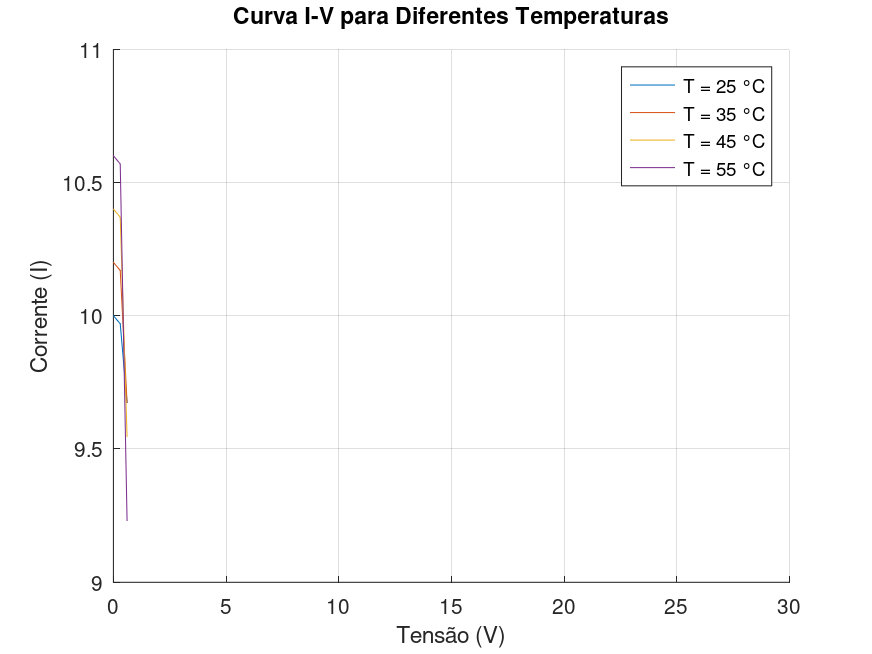 Curva I-V para Diferentes Temperaturas
11
10.5
10
9.5
9
Corrente (I)
T = 25 °C
T = 35 °C
T = 45 °C
T = 55 °C
0 5 10 15 20 25 30
Tensão (V)